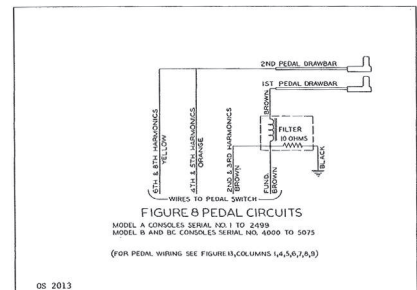 2ND PEDAL DRAWBAR
1ST PEDAL DRAWBAR
BROWN
FILTER
10 OHMS
BLACK
6TH & 8TH HARMONICS
YELLOW
4TH & 5TH HARMONICS
ORANGE
2ND & 3RD HARMONICS
BROWN
FUND.
BROWN
WIRES TO PEDAL SWITCH
FIGURE 8 PEDAL CIRCUITS
MODEL A CONSOLES SERIAL NO. 1 TO 2499
MODEL B AND BC CONSOLES SERIAL NO. 4000 TO 5075
(FOR PEDAL WIRING SEE FIGURE 13, COLUMNS 1,4,5,6,7,8,9)
OS 2013